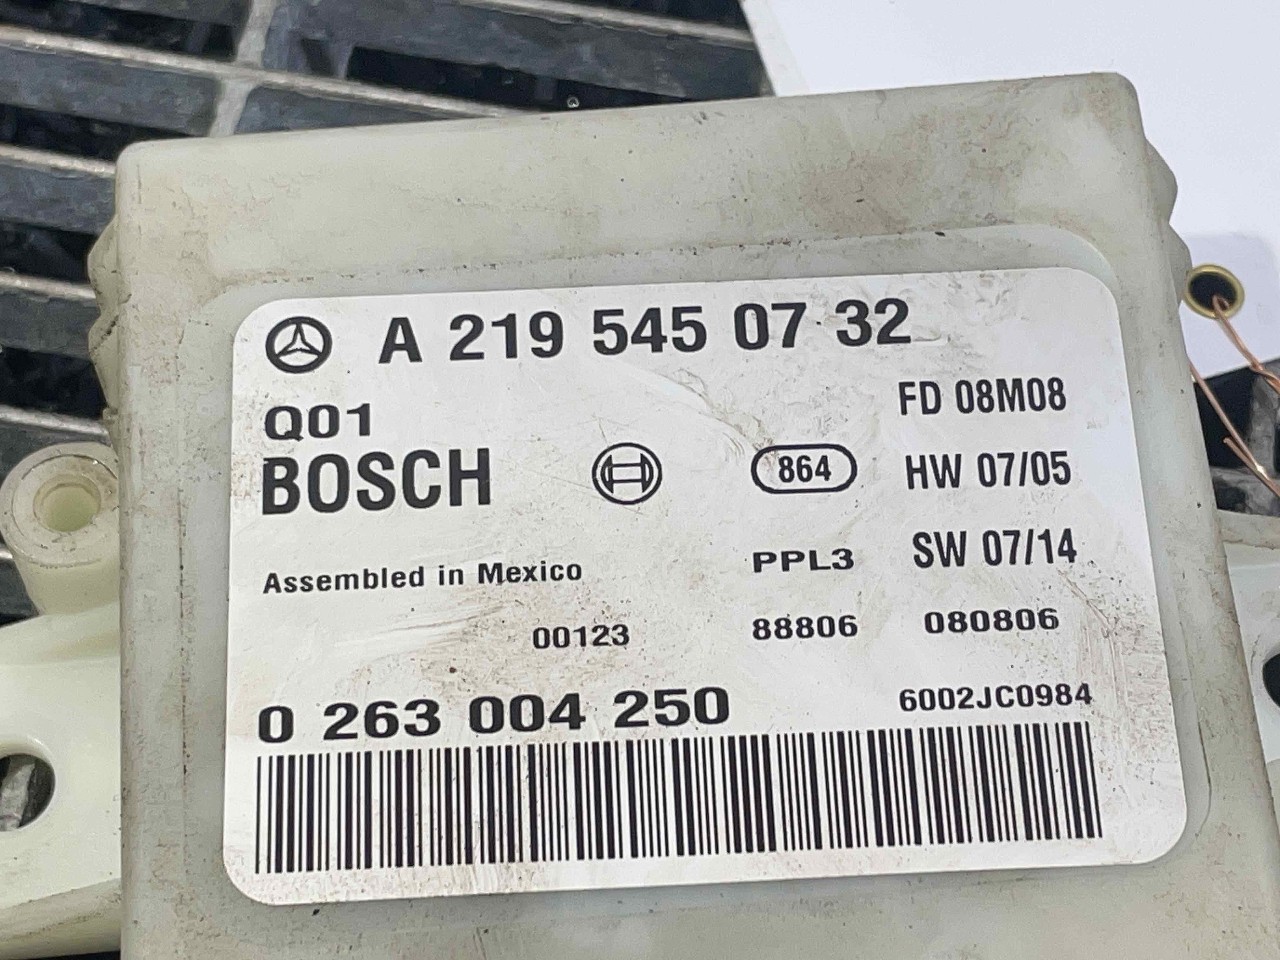 A 219 545 07 32
Q01
FD 08M08
BOSCH
864
HW 07/05
Assembled in Mexico
PPL3
SW 07/14
00123
88806
080806
0 263 004 250
6002JC0984